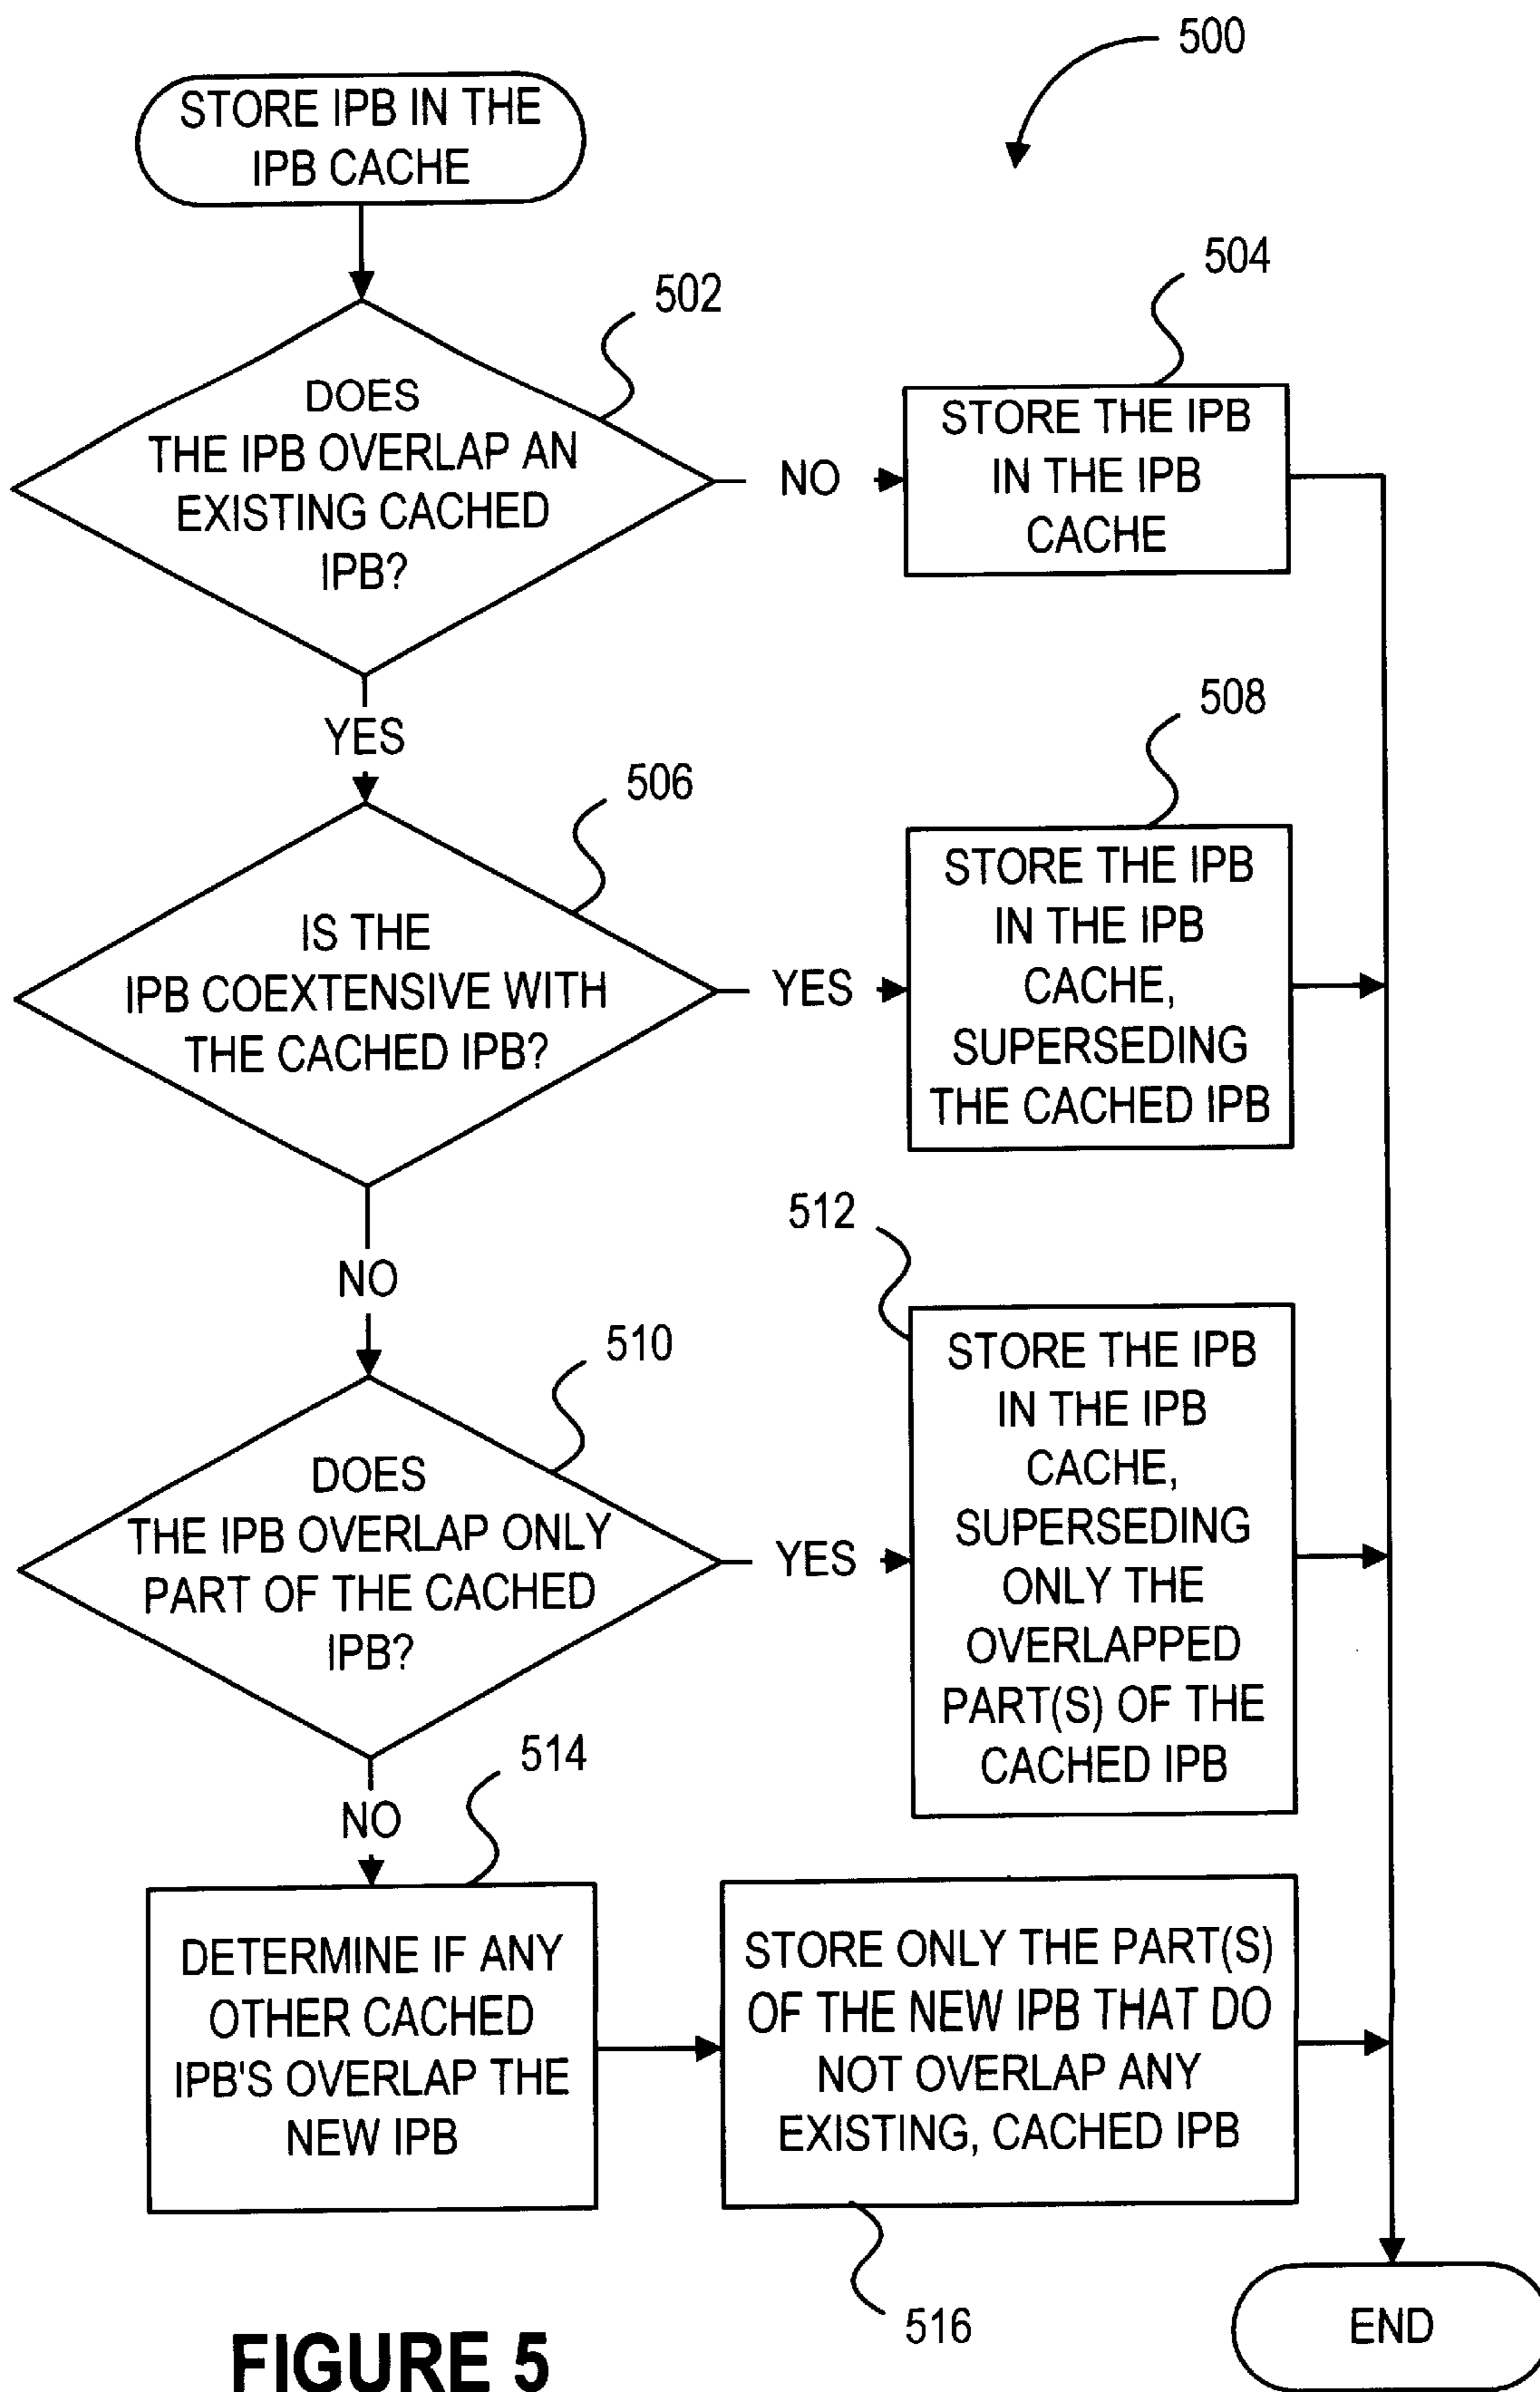 500
STORE IPB IN THE
IPB CACHE
502
DOES
THE IPB OVERLAP AN
EXISTING CACHED
IPB?
NO
504
STORE THE IPB
IN THE IPB
CACHE
YES
506
IS THE
IPB COEXTENSIVE WITH
THE CACHED IPB?
YES
508
STORE THE IPB
IN THE IPB
CACHE,
SUPERSEDING
THE CACHED IPB
NO
510
DOES
THE IPB OVERLAP ONLY
PART OF THE CACHED
IPB?
YES
512
STORE THE IPB
IN THE IPB
CACHE,
SUPERSEDING
ONLY THE
OVERLAPPED
PART(S) OF THE
CACHED IPB
NO
514
DETERMINE IF ANY
OTHER CACHED
IPB'S OVERLAP THE
NEW IPB
STORE ONLY THE PART(S)
OF THE NEW IPB THAT DO
NOT OVERLAP ANY
EXISTING, CACHED IPB
516
END
FIGURE 5